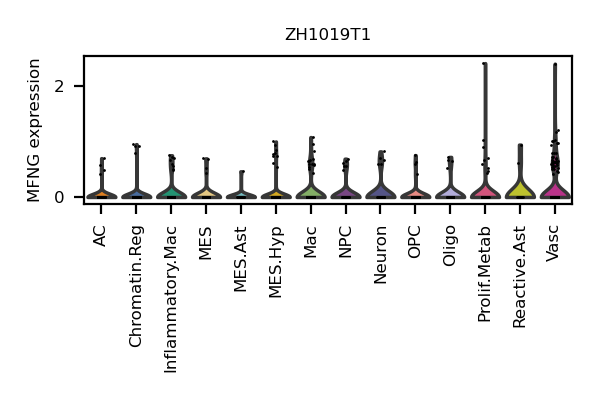 ZH1019T1
MFNG expression
2
0
AC
Chromatin.Reg
Inflammatory.Mac
MES
MES.Ast
MES.Hyp
Mac
NPC
Neuron
OPC
Oligo
Prolif.Metab
Reactive.Ast
Vasc